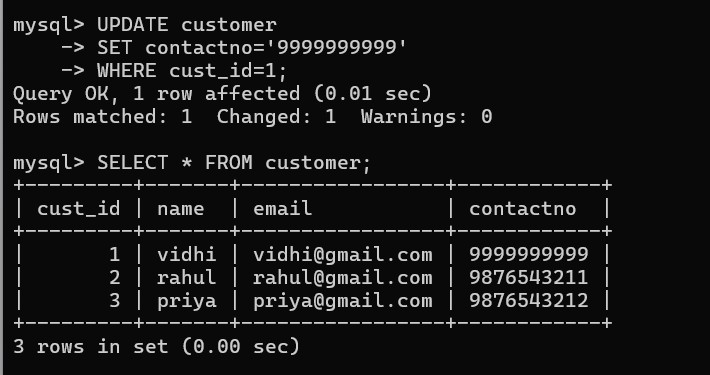 mysql> UPDATE customer
    -> SET contactno='9999999999'
    -> WHERE cust_id=1;
Query OK, 1 row affected (0.01 sec)
Rows matched: 1  Changed: 1  Warnings: 0

mysql> SELECT * FROM customer;
+---------+-------+-----------------+------------+
| cust_id | name  | email           | contactno  |
+---------+-------+-----------------+------------+
|       1 | vidhi | vidhi@gmail.com | 9999999999 |
|       2 | rahul | rahul@gmail.com | 9876543211 |
|       3 | priya | priya@gmail.com | 9876543212 |
+---------+-------+-----------------+------------+
3 rows in set (0.00 sec)